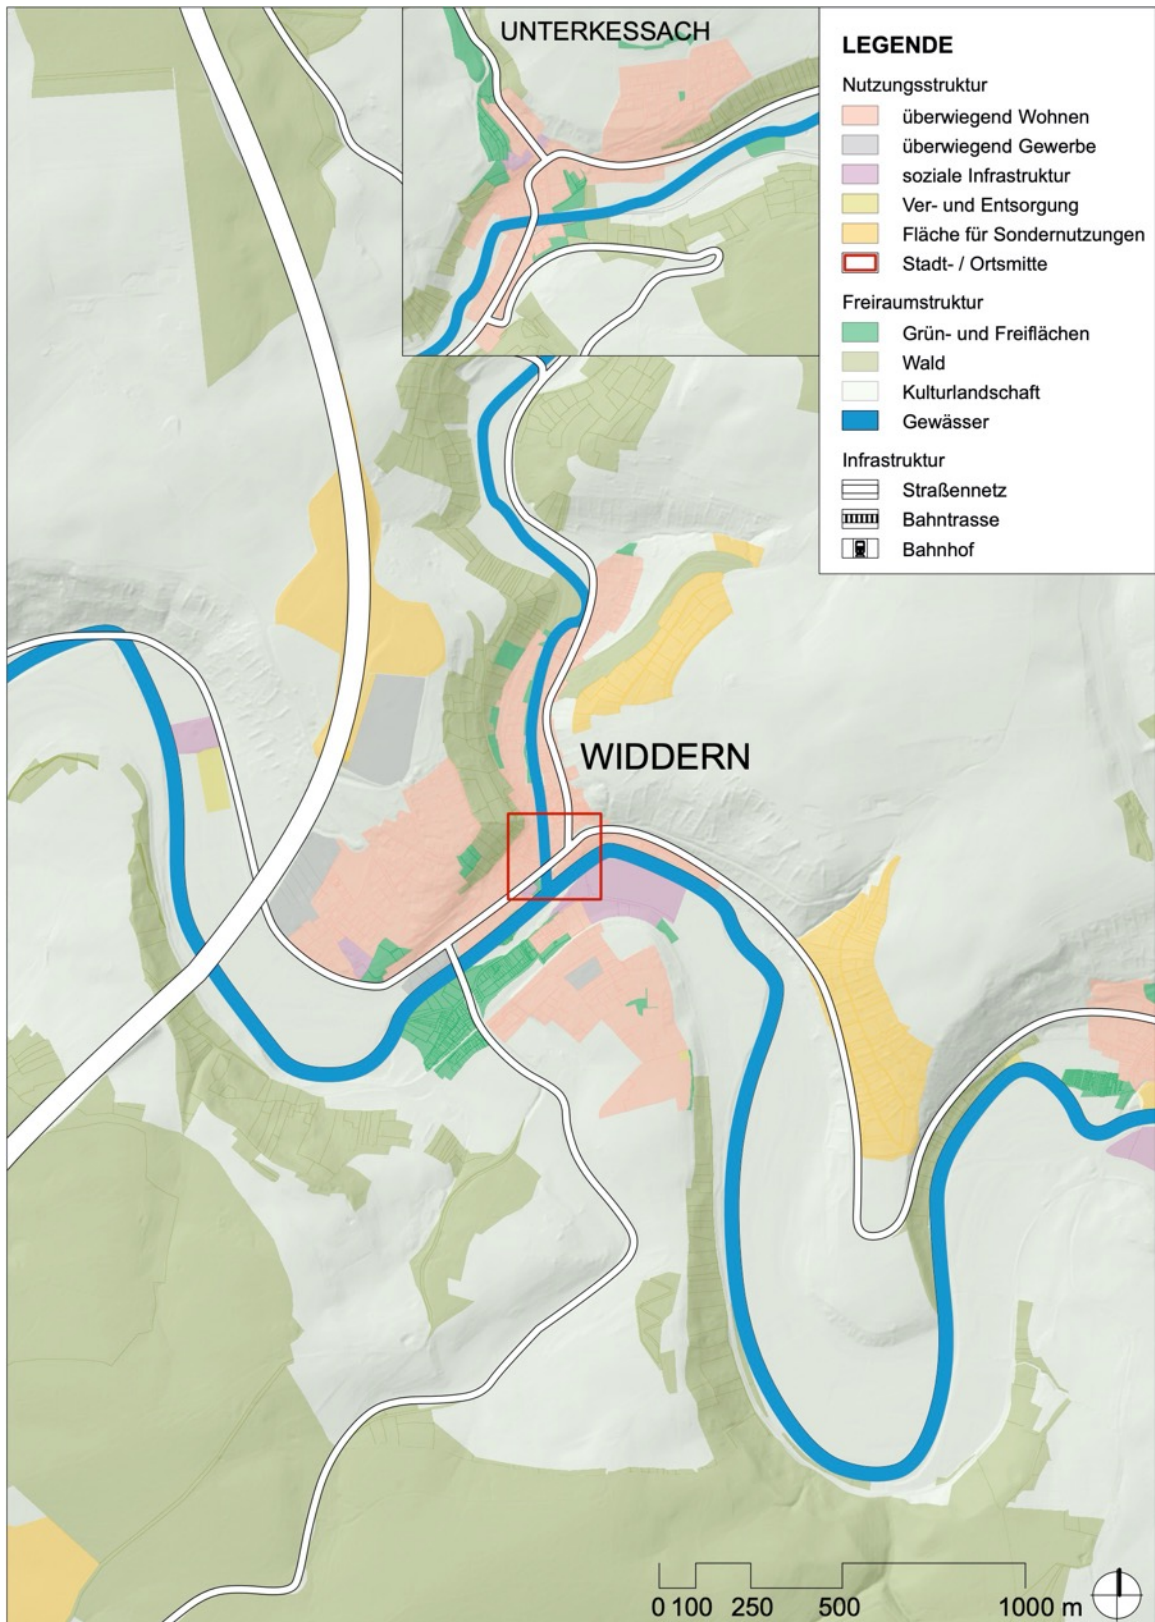 UNTERKESSACH
LEGENDE
Nutzungsstruktur
überwiegend Wohnen
überwiegend Gewerbe
soziale Infrastruktur
Ver- und Entsorgung
Fläche für Sondernutzungen
Stadt- / Ortsmitte
Freiraumstruktur
Grün- und Freiflächen
Wald
Kulturlandschaft
Gewässer
Infrastruktur
Straßennetz
Bahntrasse
Bahnhof
WIDDERN
0 100 250 500 1000 m